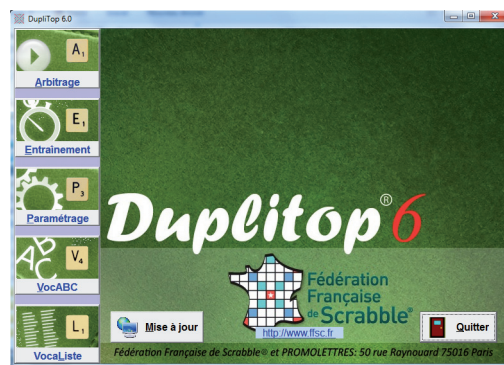 DupliTop 6.0
A1
Arbitrage
E1
Entraînement
P3
Paramétrage
V4
VocABC
L1
VocaListe
Duplitop® 6
Fédération
Française
de Scrabble®
http://www.ffsc.fr
Mise à jour
Quitter
Fédération Française de Scrabble® et PROMOLETTRES: 50 rue Raynouard 75016 Paris